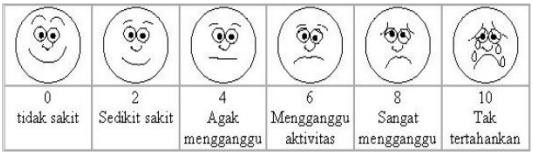 0
tidak sakit
2
Sedikit sakit
4
Agak
mengganggu
6
Mengganggu
aktivitas
8
Sangat
mengganggu
10
Tak
tertahankan